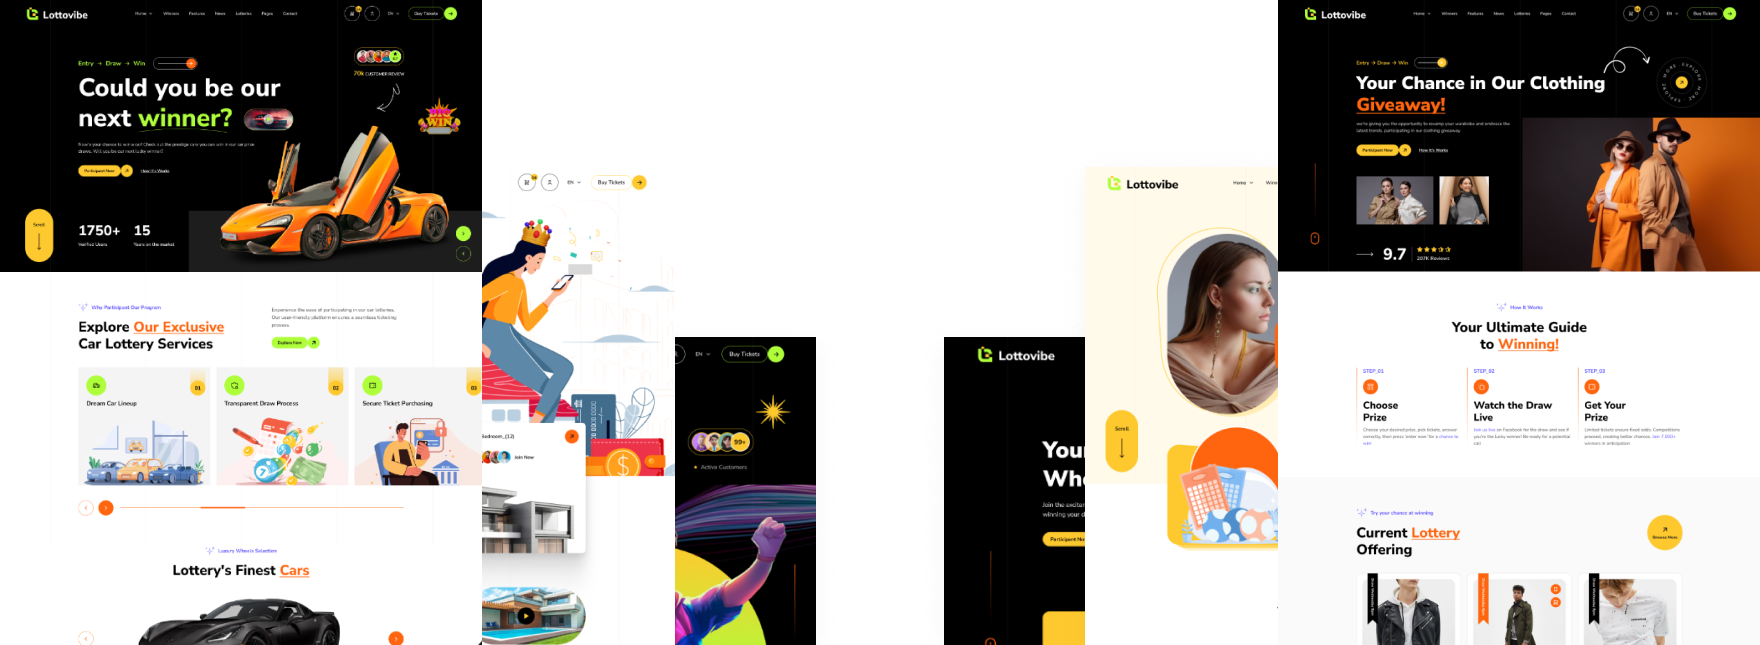 Lottovibe
Home
Winners
Features
News
Lotteries
Pages
Contact
EN
Buy Tickets
Entry → Draw → Win
Could you be our
next winner?
70k CUSTOMER REVIEW
BIG
WIN
Participant Now
How It's Works
Scroll
1750+
Verified Users
15
Years on the market
Why Participant Our Program
Explore Our Exclusive
Car Lottery Services
Experience the ease of participating in our car lotteries.
Our user-friendly platform ensures a seamless listening
process.
Explore Now
01
Dream Car Lineup
02
Transparent Draw Process
03
Secure Ticket Purchasing
Luxury Wheels Selection
Lottery's Finest Cars
EN
Buy Tickets
Bedroom_(12)
Join Now
EN
Buy Tickets
99+
Active Customers
Lottovibe
You
Whe
Join the excite
winning your d
Participant No
Lottovibe
Home
Winn
Scroll
Lottovibe
Home
Winners
Features
News
Lotteries
Pages
Contact
EN
Buy Tickets
Entry → Draw → Win
Your Chance in Our Clothing
Giveaway!
we're giving you the opportunity to revamp your wardrobe and embrace the
latest trends. participating in our clothing giveaway
Participant Now
How It's Works
EXPLORE MORE EXPLORE MORE
9.7
207K Reviews
How It Works
Your Ultimate Guide
to Winning!
STEP_01
Choose
Prize
Choose your desired prize, pick tickets, answer
correctly, then press 'enter now' for a chance to
win!
STEP_02
Watch the Draw
Live
Join us live on Facebook for the draw and see if
you're the lucky winner! Be ready for a potential
call
STEP_03
Get Your
Prize
Limited tickets ensure fixed odds. Competitions
proceed, creating better chances. Join 7,000+
winners in anticipation
Try your chance at winning
Current Lottery
Offering
Browse More